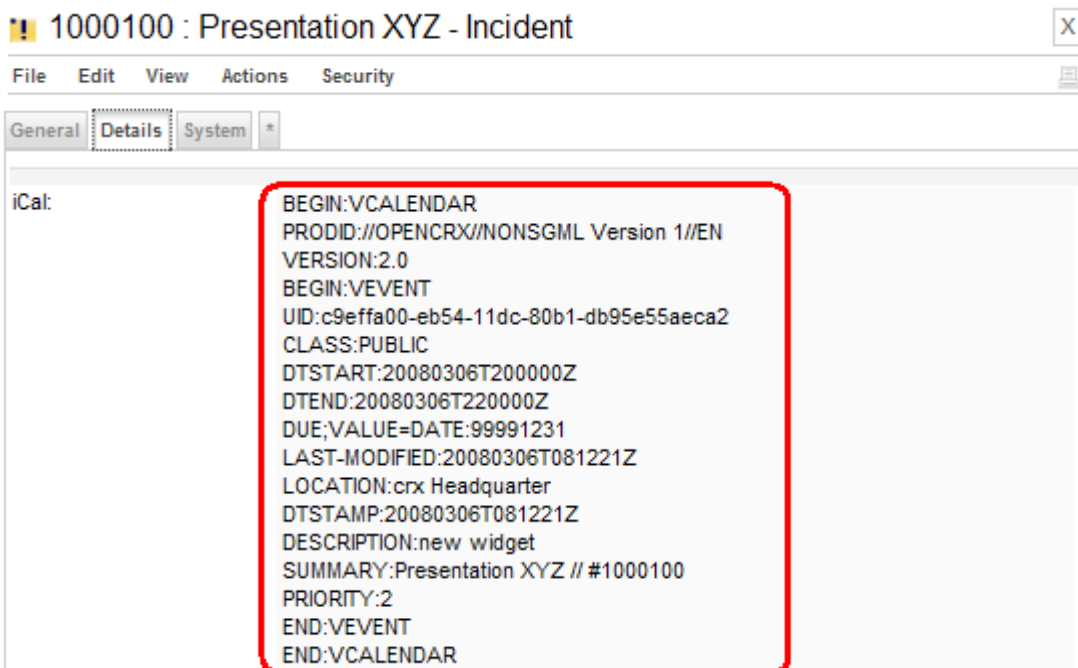 1000100 : Presentation XYZ - Incident
X
File Edit View Actions Security
General Details System *
iCal:
BEGIN:VCALENDAR
PRODID://OPENCRX//NONSGML Version 1//EN
VERSION:2.0
BEGIN:VEVENT
UID:c9effa00-eb54-11dc-80b1-db95e55aeca2
CLASS:PUBLIC
DTSTART:20080306T200000Z
DTEND:20080306T220000Z
DUE;VALUE=DATE:99991231
LAST-MODIFIED:20080306T081221Z
LOCATION:crx Headquarter
DTSTAMP:20080306T081221Z
DESCRIPTION:new widget
SUMMARY:Presentation XYZ // #1000100
PRIORITY:2
END:VEVENT
END:VCALENDAR